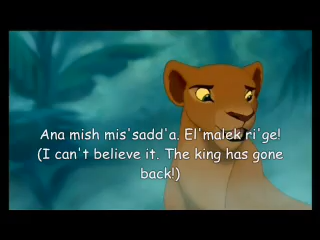 Ana mish mis'sadd'a. El'malek ri'ge!
(I can't believe it. The king has gone
back!)